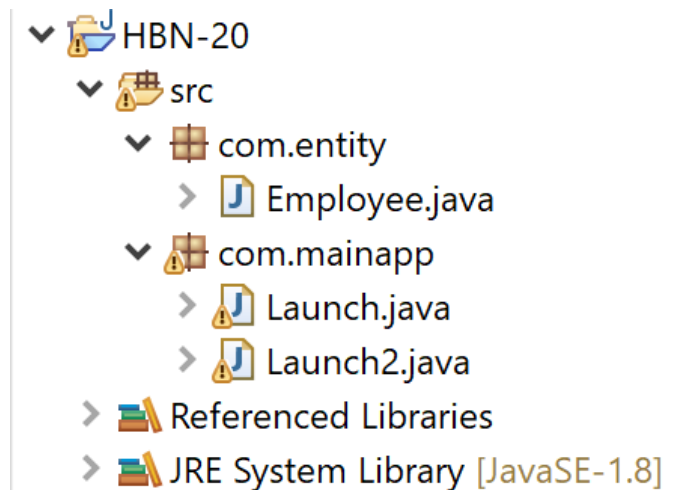 HBN-20
src
com.entity
Employee.java
com.mainapp
Launch.java
Launch2.java
Referenced Libraries
JRE System Library [JavaSE-1.8]